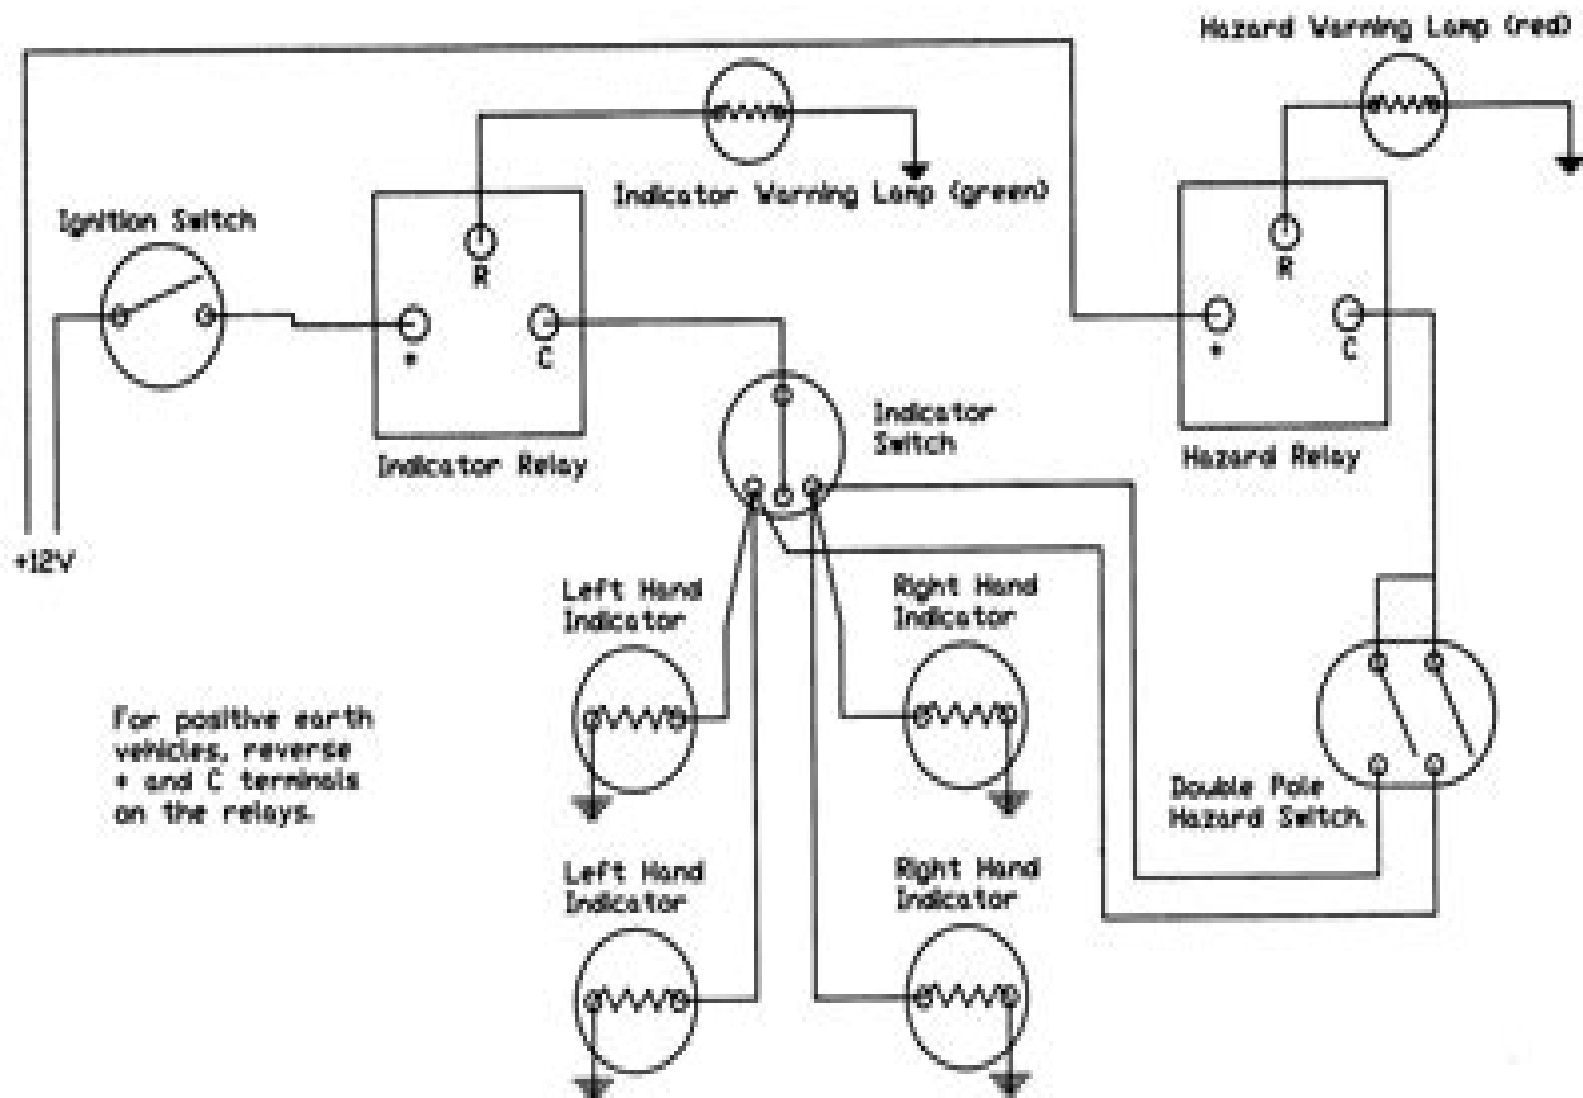 Hazard Warning Lamp (red)
Indicator Warning Lamp (green)
Ignition Switch
R
+
C
Indicator Relay
R
+
C
Hazard Relay
Indicator
Switch
+12V
Left Hand
Indicator
Right Hand
Indicator
For positive earth
vehicles, reverse
+ and C terminals
on the relays.
Double Pole
Hazard Switch.
Left Hand
Indicator
Right Hand
Indicator